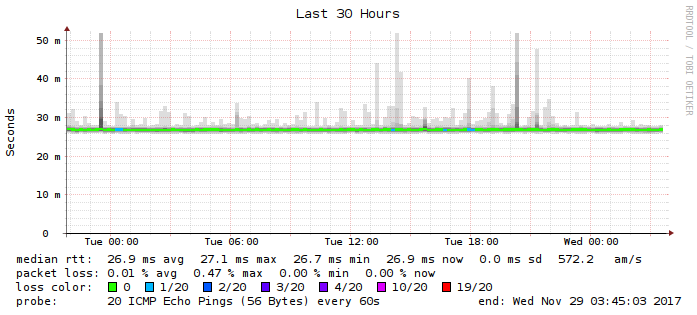 Last 30 Hours
RRDTOOL / TOBI OETIKER
Seconds
50 m
40 m
30 m
20 m
10 m
0
Tue 00:00 Tue 06:00 Tue 12:00 Tue 18:00 Wed 00:00
median rtt: 26.9 ms avg 27.1 ms max 26.7 ms min 26.9 ms now 0.0 ms sd 572.2 am/s
packet loss: 0.01 % avg 0.47 % max 0.00 % min 0.00 % now
loss color: 0 1/20 2/20 3/20 4/20 10/20 19/20
probe: 20 ICMP Echo Pings (56 Bytes) every 60s end: Wed Nov 29 03:45:03 2017